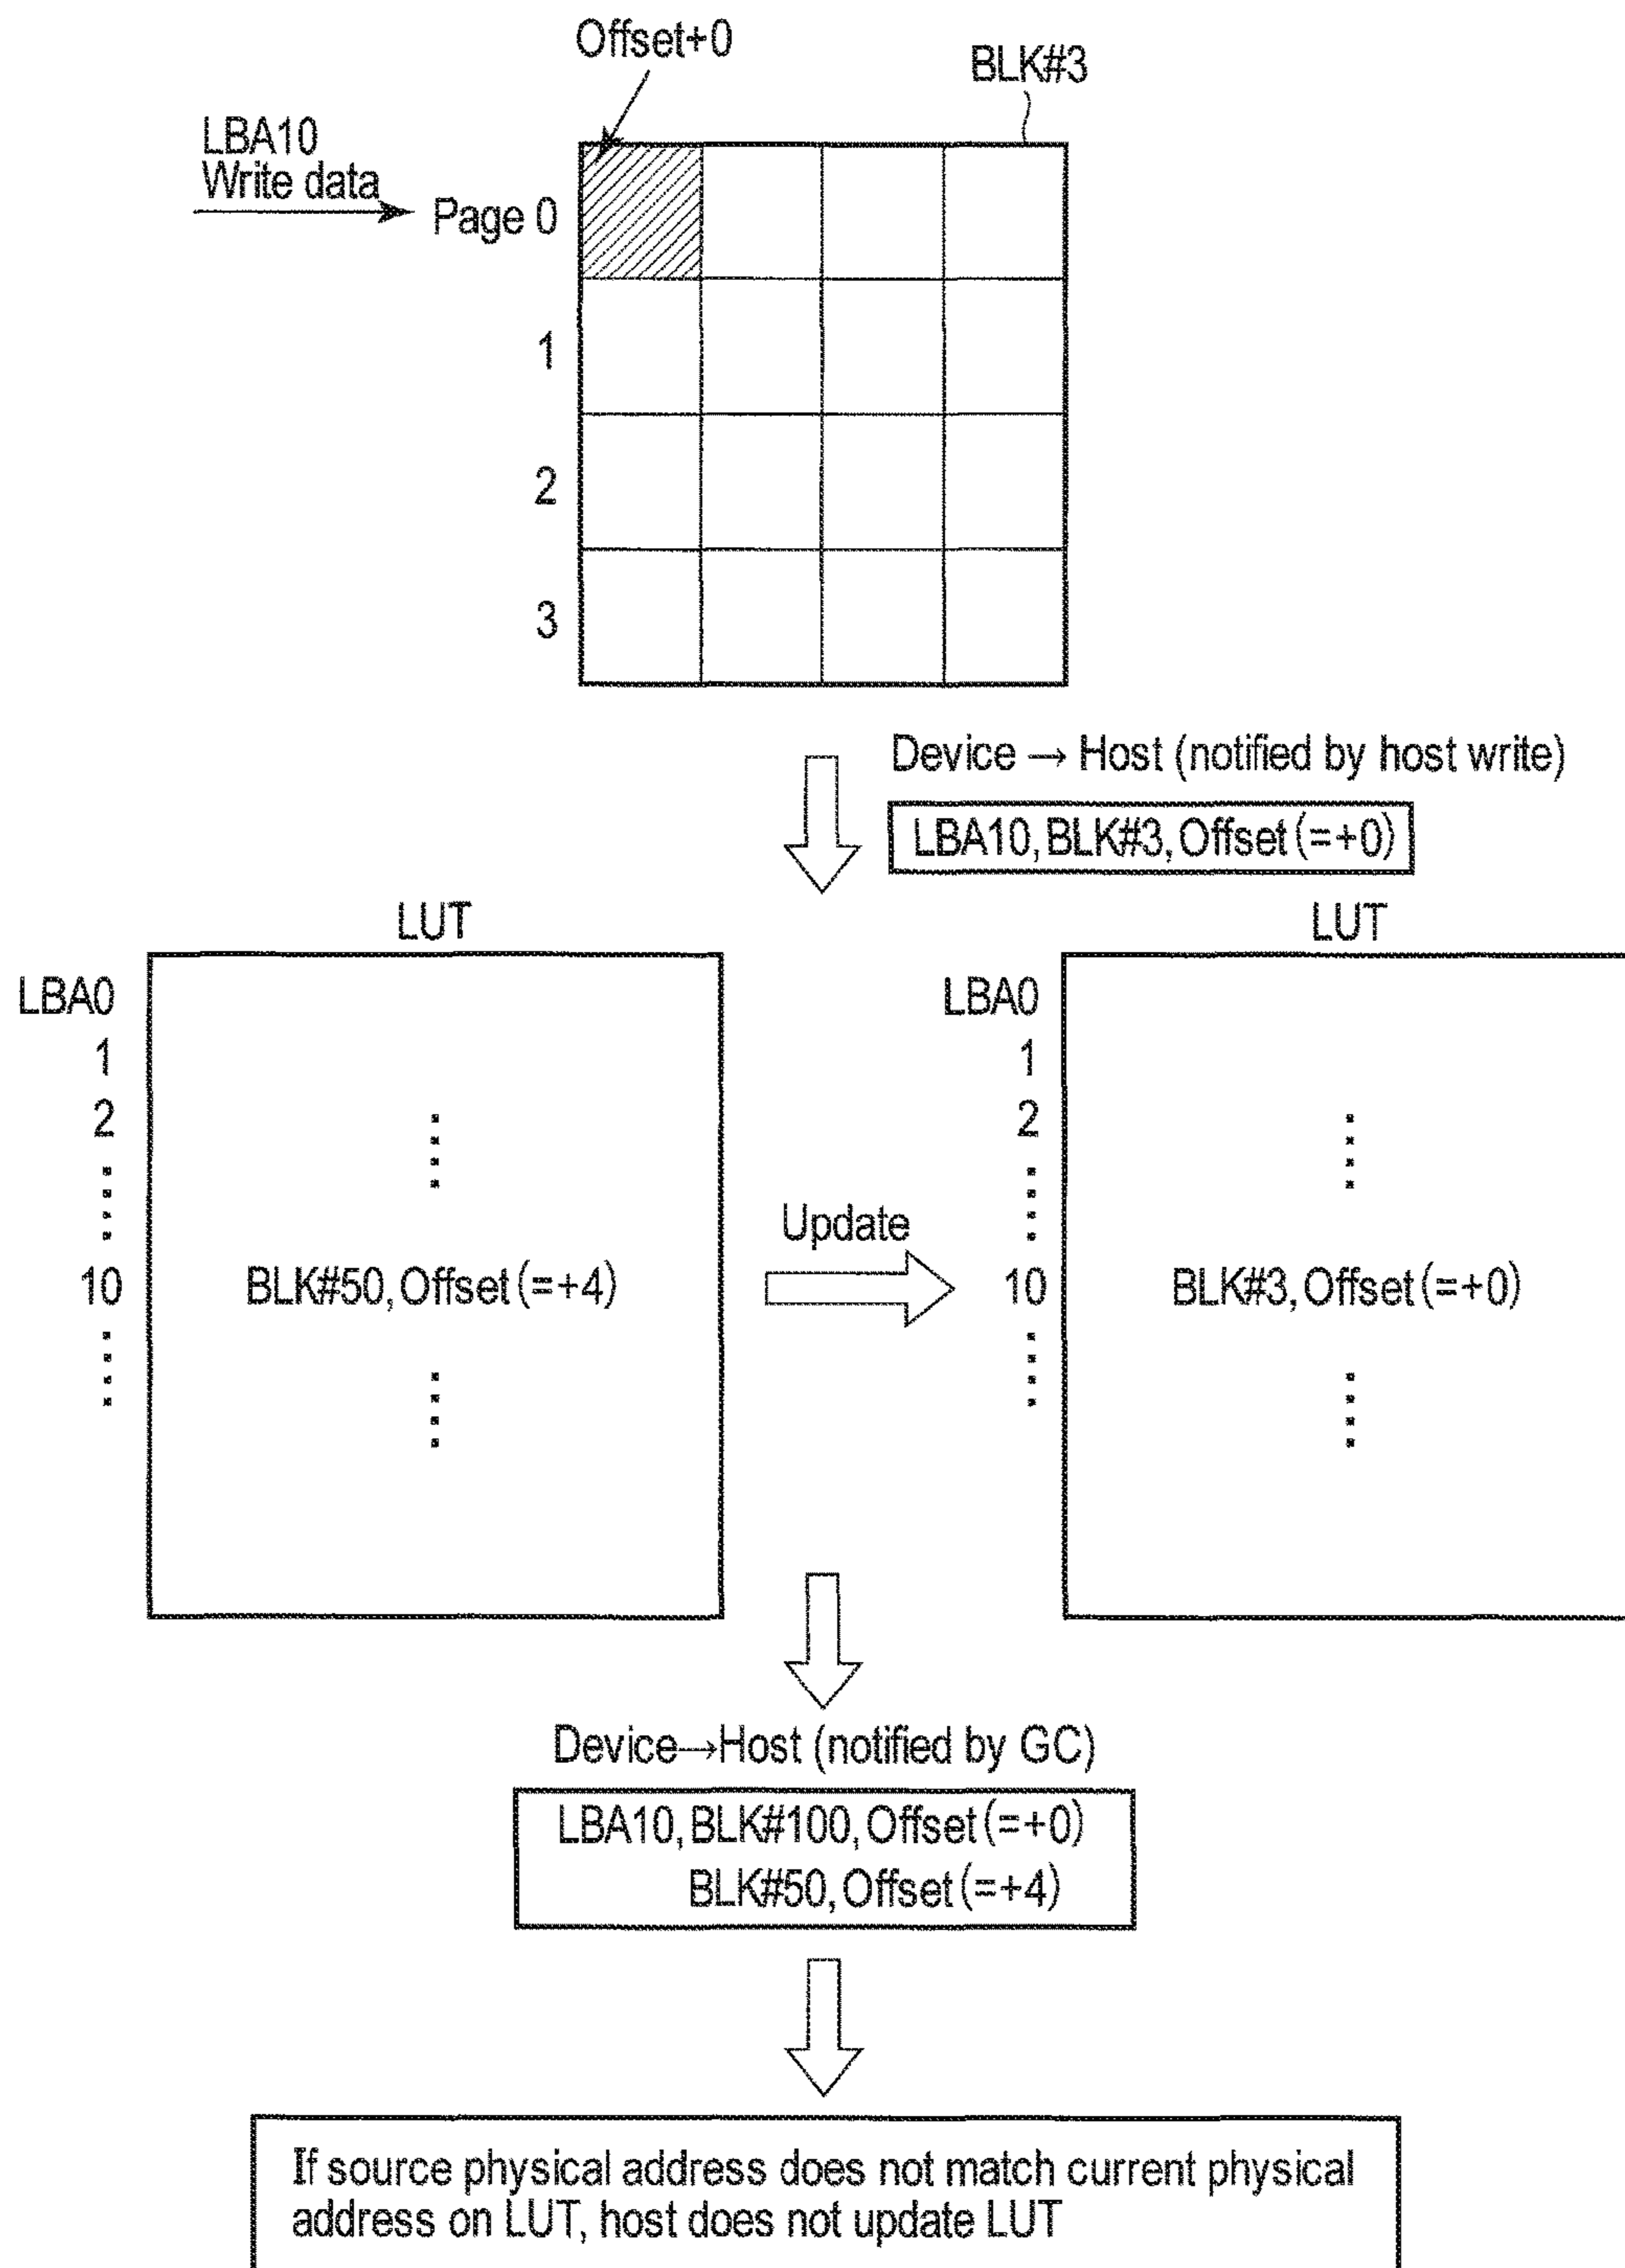 Offset+0
BLK#3
LBA10
Write data
Page 0
1
2
3
Device → Host (notified by host write)
LBA10, BLK#3, Offset (=+0)
LUT
LBA0
1
2
10
BLK#50, Offset (=+4)
Update
LUT
LBA0
1
2
10
BLK#3, Offset (=+0)
Device→Host (notified by GC)
LBA10, BLK#100, Offset (=+0)
BLK#50, Offset (=+4)
If source physical address does not match current physical
address on LUT, host does not update LUT